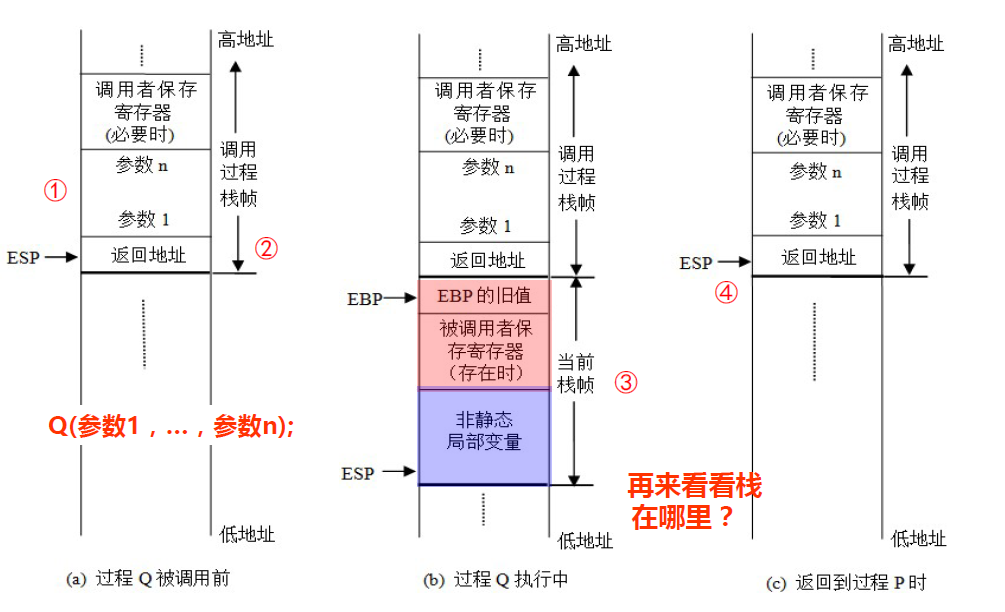 高地址
调用者保存
寄存器
(必要时)
参数 n
①
参数 1
调用
过程
栈帧
②
ESP
返回地址
Q(参数1，…，参数n);
低地址
(a) 过程 Q 被调用前
高地址
调用者保存
寄存器
(必要时)
参数 n
参数 1
调用
过程
栈帧
返回地址
EBP
EBP 的旧值
被调用者保
存寄存器
（存在时）
当前
栈帧
③
非静态
局部变量
ESP
低地址
(b) 过程 Q 执行中
再来看看栈
在哪里？
高地址
调用者保存
寄存器
(必要时)
参数 n
参数 1
调用
过程
栈帧
ESP
返回地址
④
低地址
(c) 返回到过程 P 时